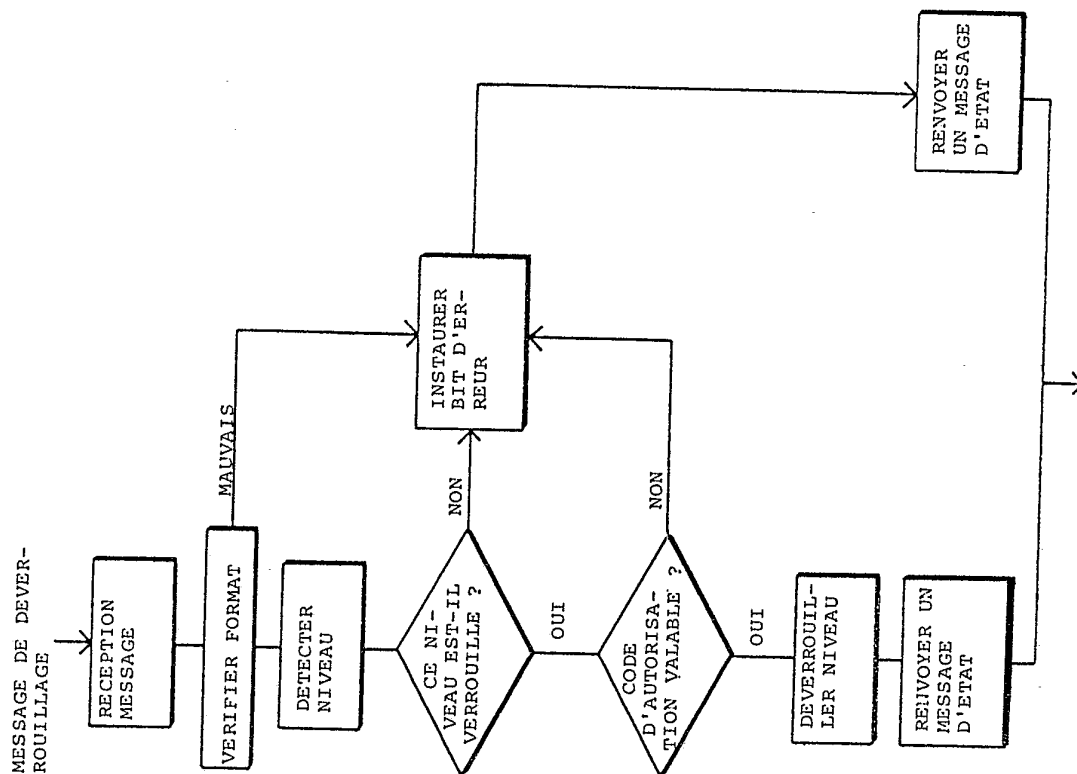 MESSAGE DE DEVER-
ROUILLAGE
RECEPTION
MESSAGE
VERIFIER FORMAT
MAUVAIS
DETECTER
NIVEAU
CE NI-
VEAU EST-IL
VERROUILLE ?
NON
OUI
INSTAURER
BIT D'ER-
REUR
CODE
D'AUTORISA-
TION VALABLE ?
NON
OUI
DEVERROUIL-
LER NIVEAU
RENVOYER UN
MESSAGE
D'ETAT
RENVOYER
UN MESSAGE
D'ETAT